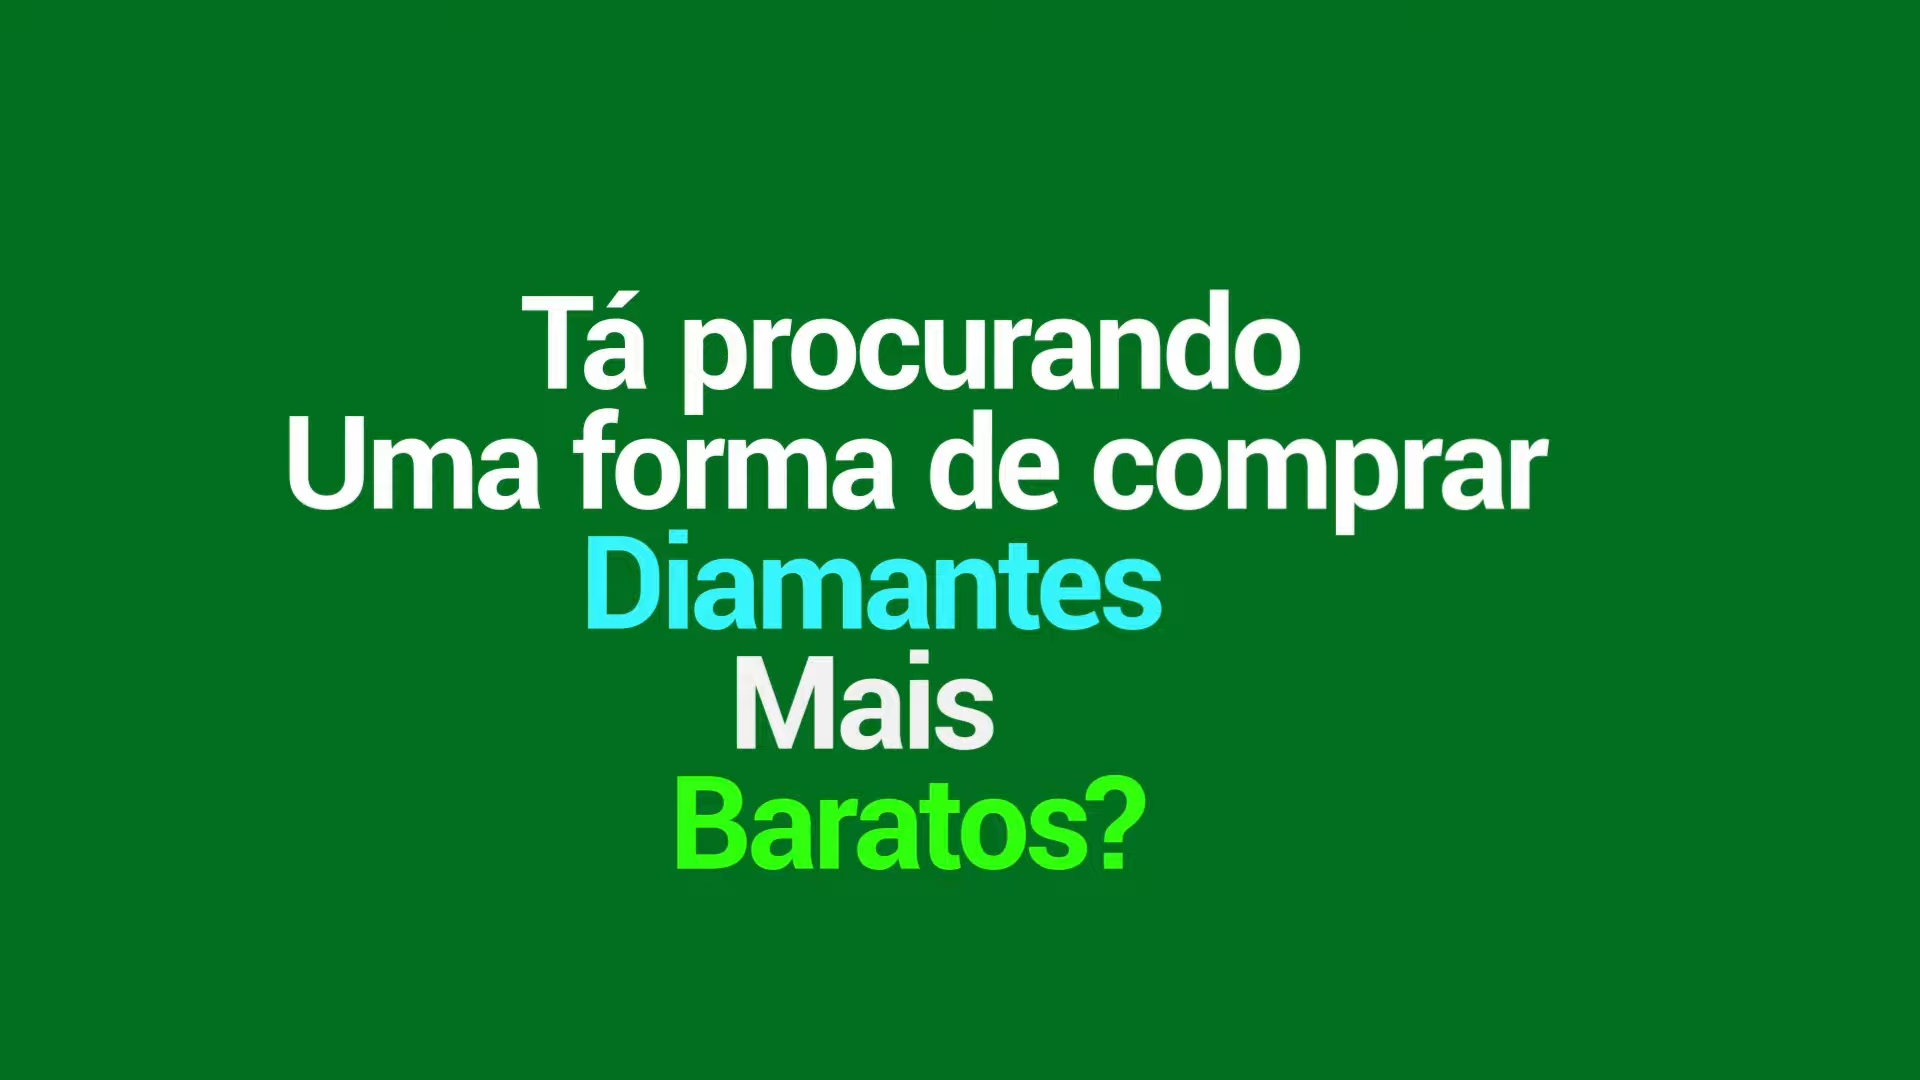 Tá procurando
Uma forma de comprar
Diamantes
Mais
Baratos?